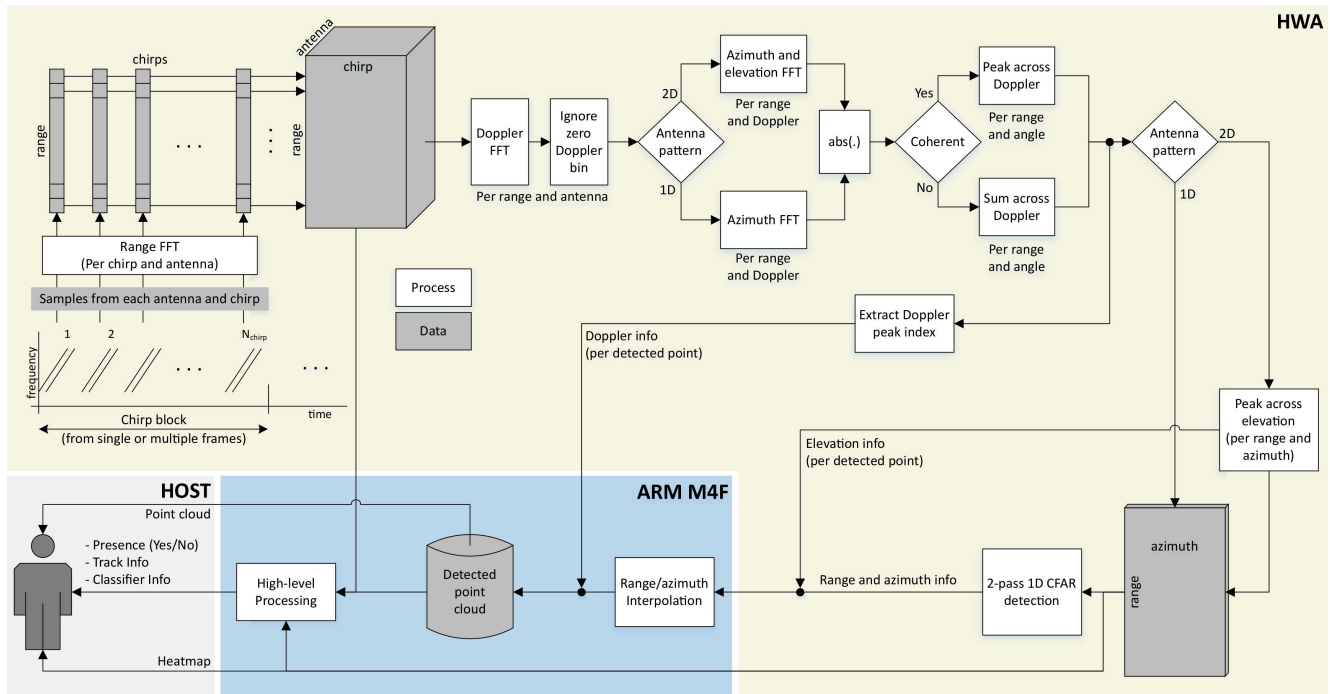 HWA
antenna
chirps
chirp
range
range
Range FFT
(Per chirp and antenna)
Samples from each antenna and chirp
1
2
N_chirp
frequency
time
Chirp block
(from single or multiple frames)
Process
Data
Doppler
FFT
Ignore
zero
Doppler
bin
Per range and antenna
Antenna
pattern
2D
1D
Azimuth and
elevation FFT
Per range
and Doppler
Azimuth FFT
Per range
and Doppler
abs(.)
Coherent
Yes
No
Peak across
Doppler
Per range
and angle
Sum across
Doppler
Per range
and angle
Antenna
pattern
2D
1D
Extract Doppler
peak index
Doppler info
(per detected point)
Peak across
elevation
(per range and
azimuth)
Elevation info
(per detected point)
azimuth
range
2-pass 1D CFAR
detection
Range and azimuth info
ARM M4F
Range/azimuth
Interpolation
Detected
point
cloud
High-level
Processing
HOST
Point cloud
- Presence (Yes/No)
- Track Info
- Classifier Info
Heatmap